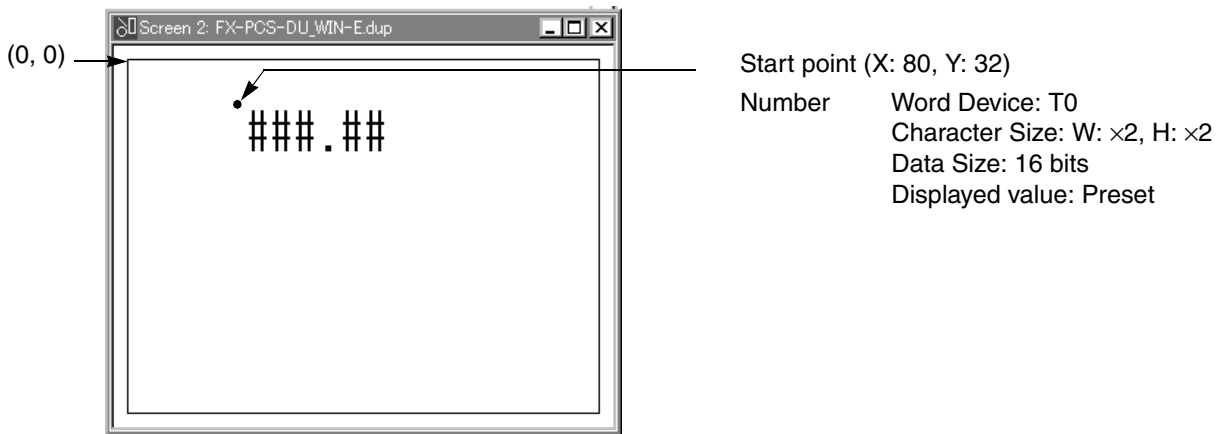 Screen 2: FX-PCS-DU_WIN-E.dup
(0, 0)
###.##
Start point (X: 80, Y: 32)
Number Word Device: T0
Character Size: W: ×2, H: ×2
Data Size: 16 bits
Displayed value: Preset